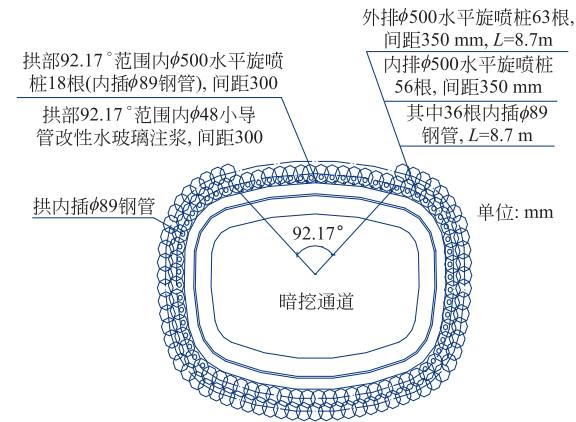 外排ϕ500水平旋喷桩63根,
间距350 mm, L=8.7m
内排ϕ500水平旋喷桩
56根, 间距350 mm
其中36根内插ϕ89
钢管, L=8.7 m
拱部92.17°范围内ϕ500水平旋喷
桩18根(内插ϕ89钢管), 间距300
拱部92.17°范围内ϕ48小导
管改性水玻璃注浆, 间距300
拱内插ϕ89钢管
单位: mm
92.17°
暗挖通道